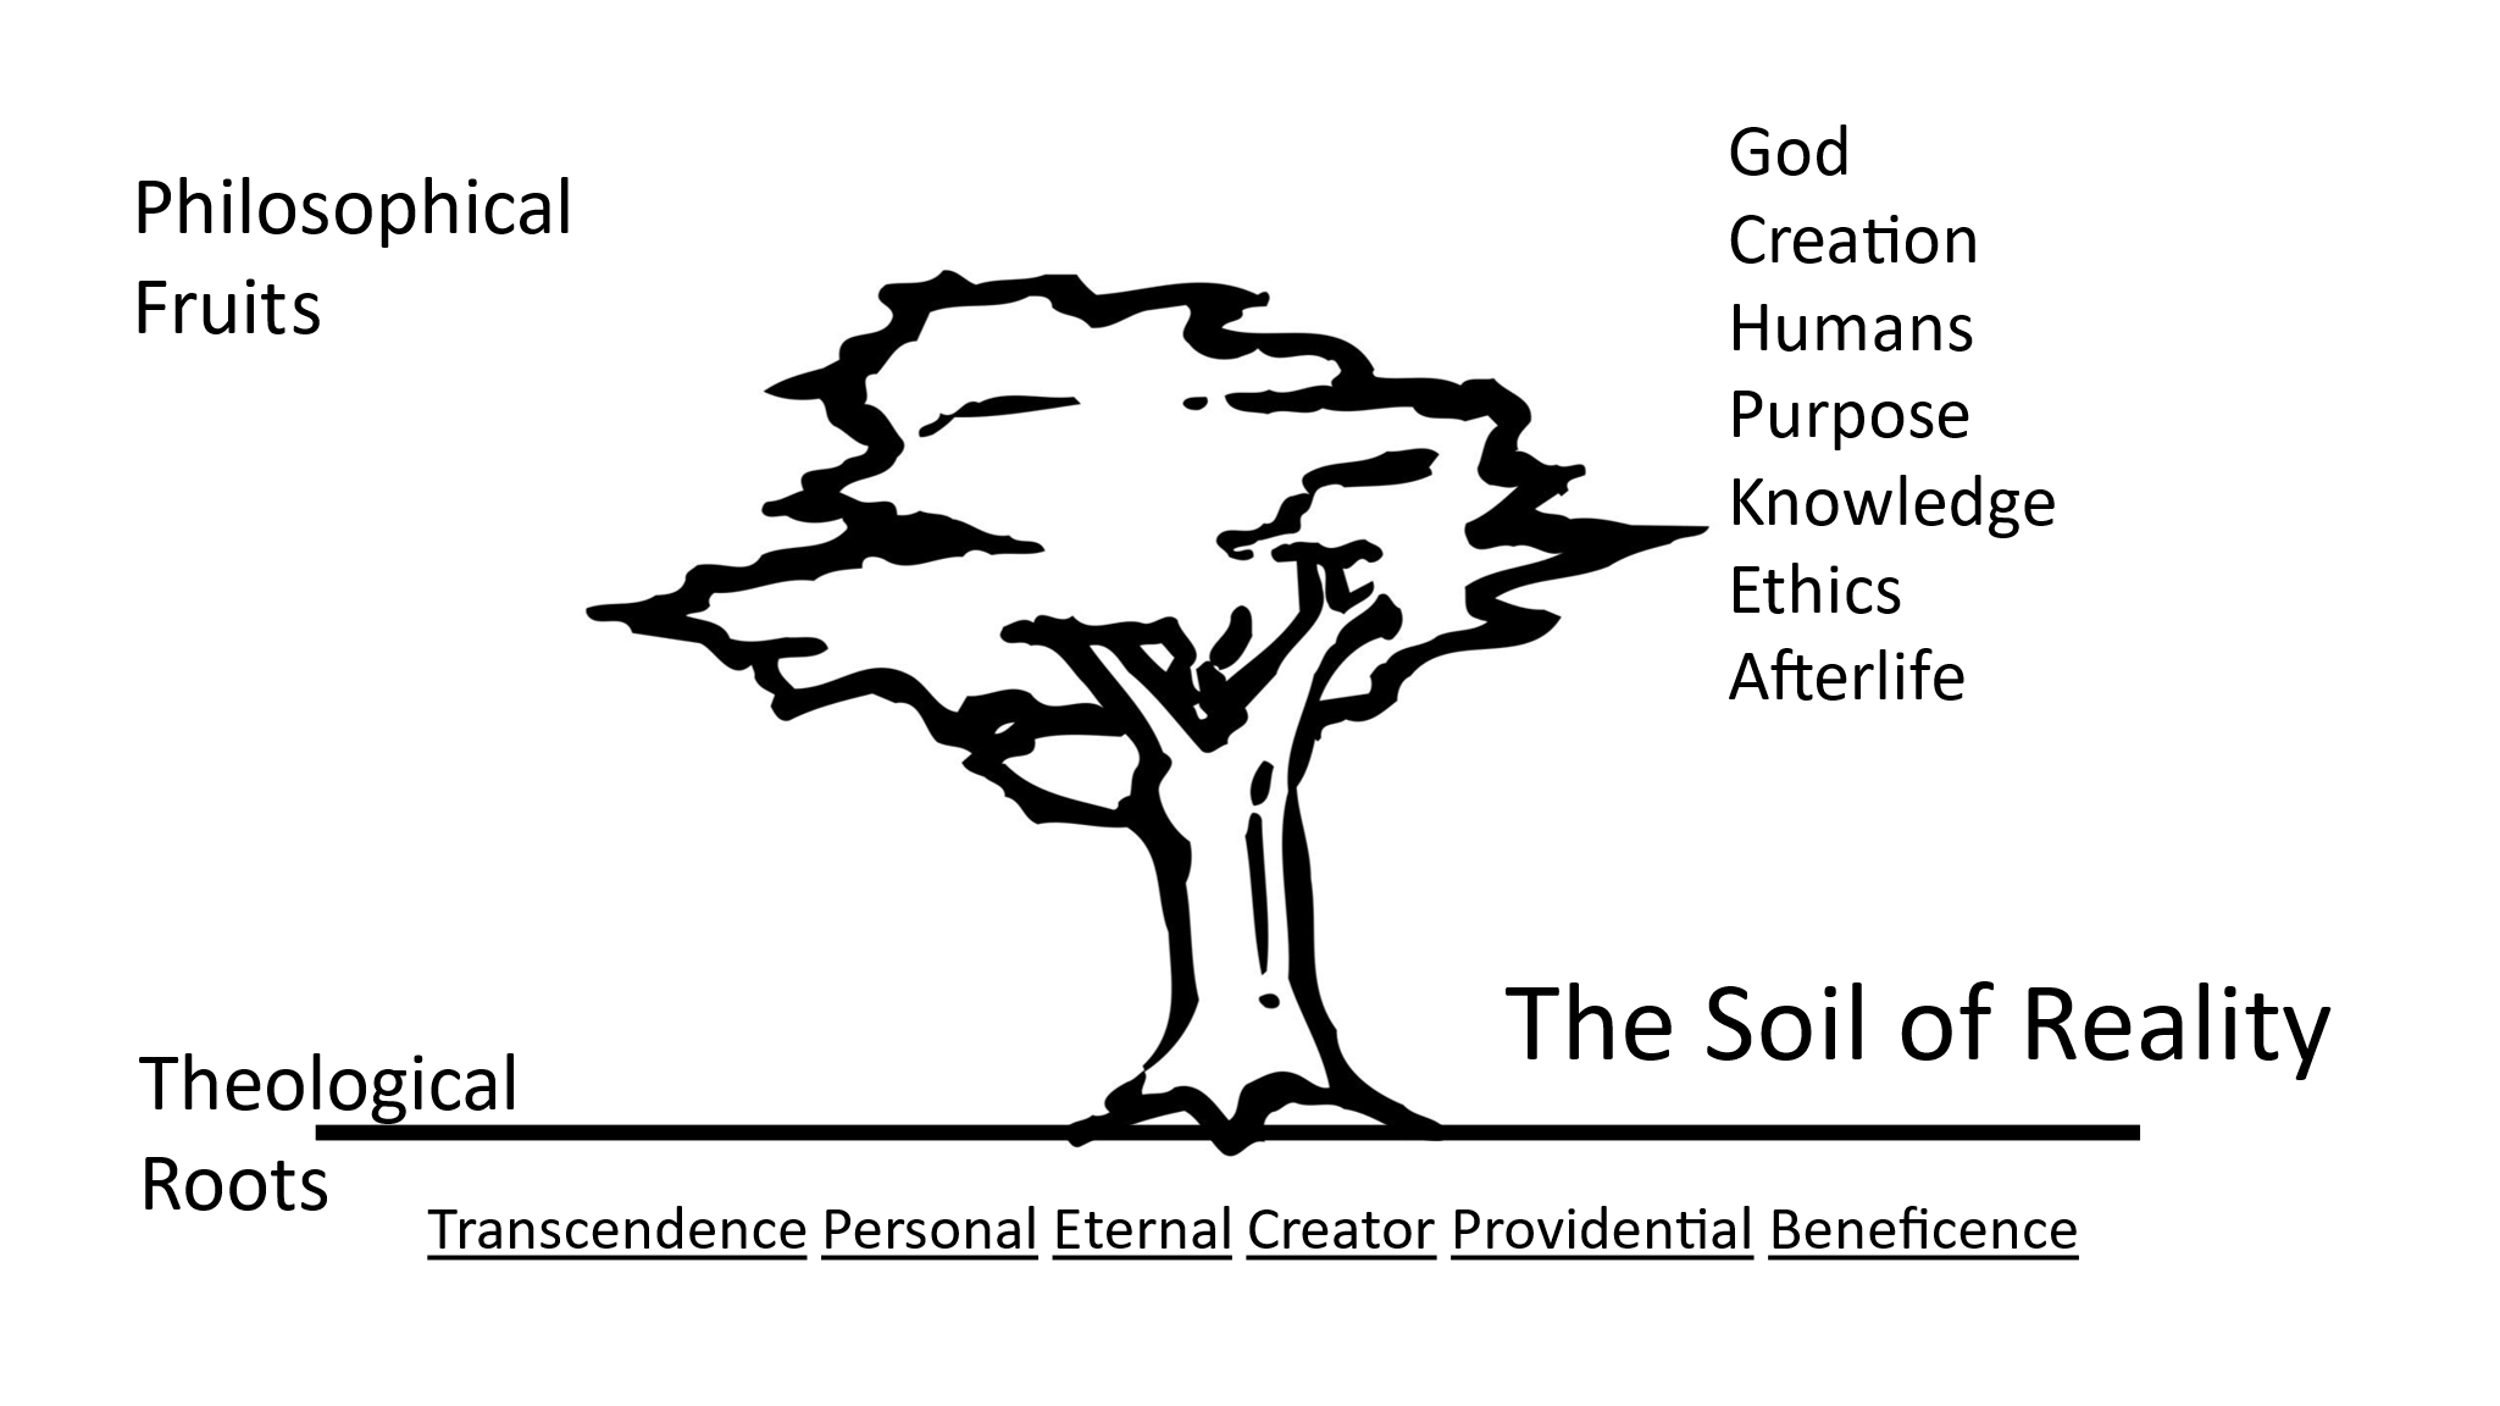 Philosophical
Fruits
God
Creation
Humans
Purpose
Knowledge
Ethics
Afterlife
The Soil of Reality
Theological
Roots
Transcendence Personal Eternal Creator Providential Beneficence